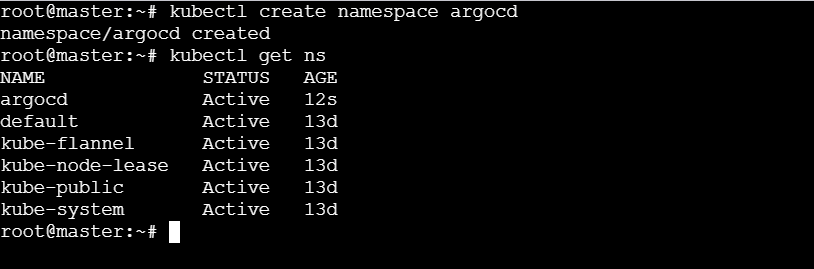 root@master:~# kubectl create namespace argocd
namespace/argocd created
root@master:~# kubectl get ns
NAME              STATUS   AGE
argocd            Active   12s
default           Active   13d
kube-flannel      Active   13d
kube-node-lease   Active   13d
kube-public       Active   13d
kube-system       Active   13d
root@master:~#